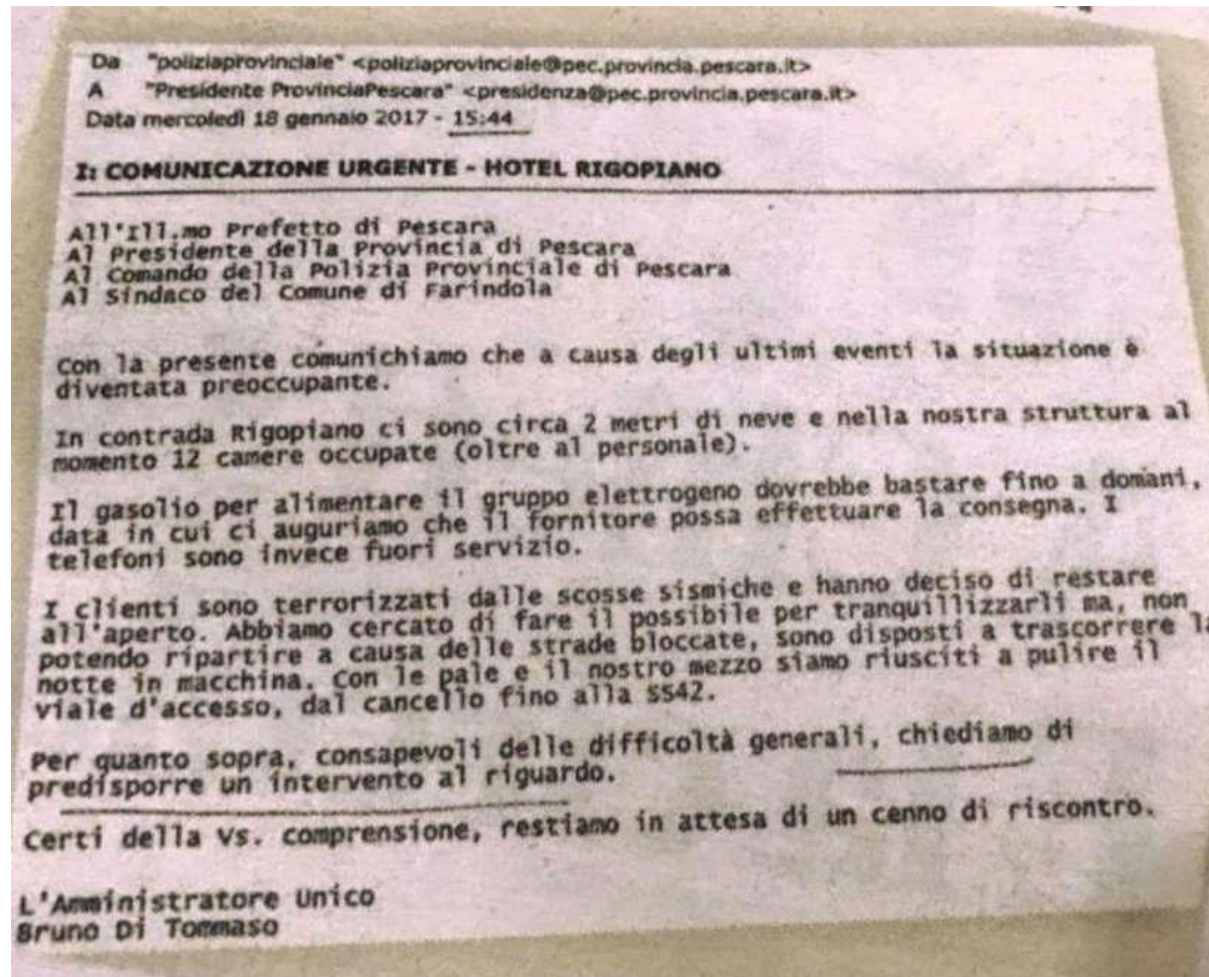 Da "poliziaprovinciale" <poliziaprovinciale@pec.provincia.pescara.it>
A "Presidente ProvinciaPescara" <presidenza@pec.provincia.pescara.it>
Data mercoledì 18 gennaio 2017 - 15:44
I: COMUNICAZIONE URGENTE - HOTEL RIGOPIANO
All'Ill.mo Prefetto di Pescara
Al Presidente della Provincia di Pescara
Al Comando della Polizia Provinciale di Pescara
Al Sindaco del Comune di Farindola
Con la presente comunichiamo che a causa degli ultimi eventi la situazione è
diventata preoccupante.
In contrada Rigopiano ci sono circa 2 metri di neve e nella nostra struttura al
momento 12 camere occupate (oltre al personale).
Il gasolio per alimentare il gruppo elettrogeno dovrebbe bastare fino a domani,
data in cui ci auguriamo che il fornitore possa effettuare la consegna. I
telefoni sono invece fuori servizio.
I clienti sono terrorizzati dalle scosse sismiche e hanno deciso di restare
all'aperto. Abbiamo cercato di fare il possibile per tranquillizzarli ma, non
potendo ripartire a causa delle strade bloccate, sono disposti a trascorrere la
notte in macchina. Con le pale e il nostro mezzo siamo riusciti a pulire il
viale d'accesso, dal cancello fino alla SS42.
Per quanto sopra, consapevoli delle difficoltà generali, chiediamo di
predisporre un intervento al riguardo.
Certi della Vs. comprensione, restiamo in attesa di un cenno di riscontro.
L'Amministratore Unico
Bruno Di Tommaso